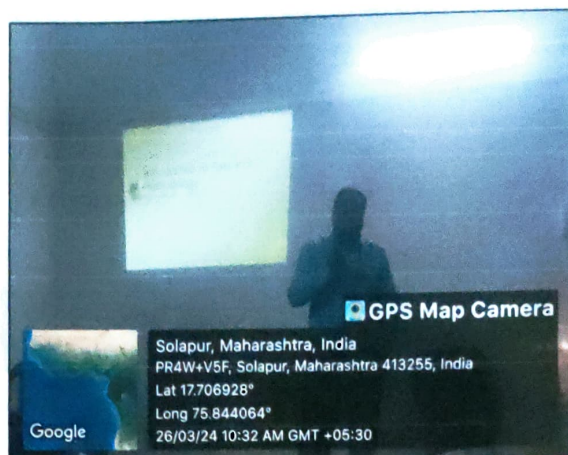 GPS Map Camera
Solapur, Maharashtra, India
PR4W+V5F, Solapur, Maharashtra 413255, India
Lat 17.706928°
Long 75.844064°
26/03/24 10:32 AM GMT +05:30
Google